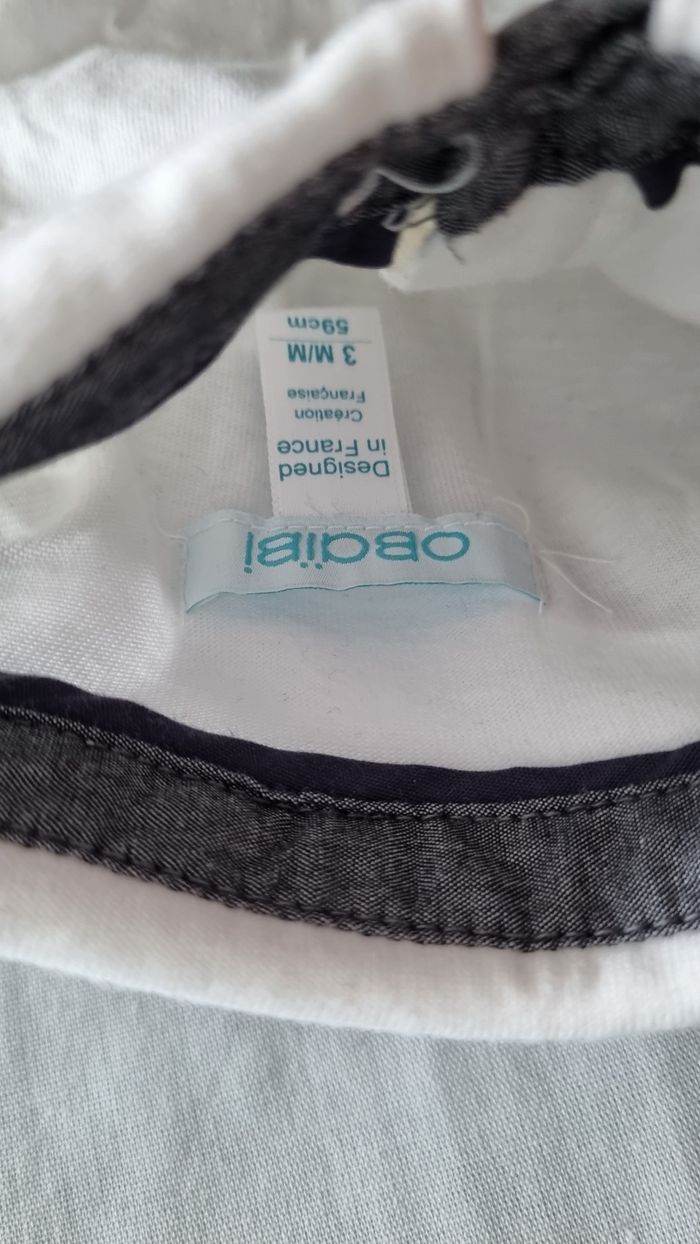 OBAïBi
Designed
in France
Création
Française
3 M/M
59cm